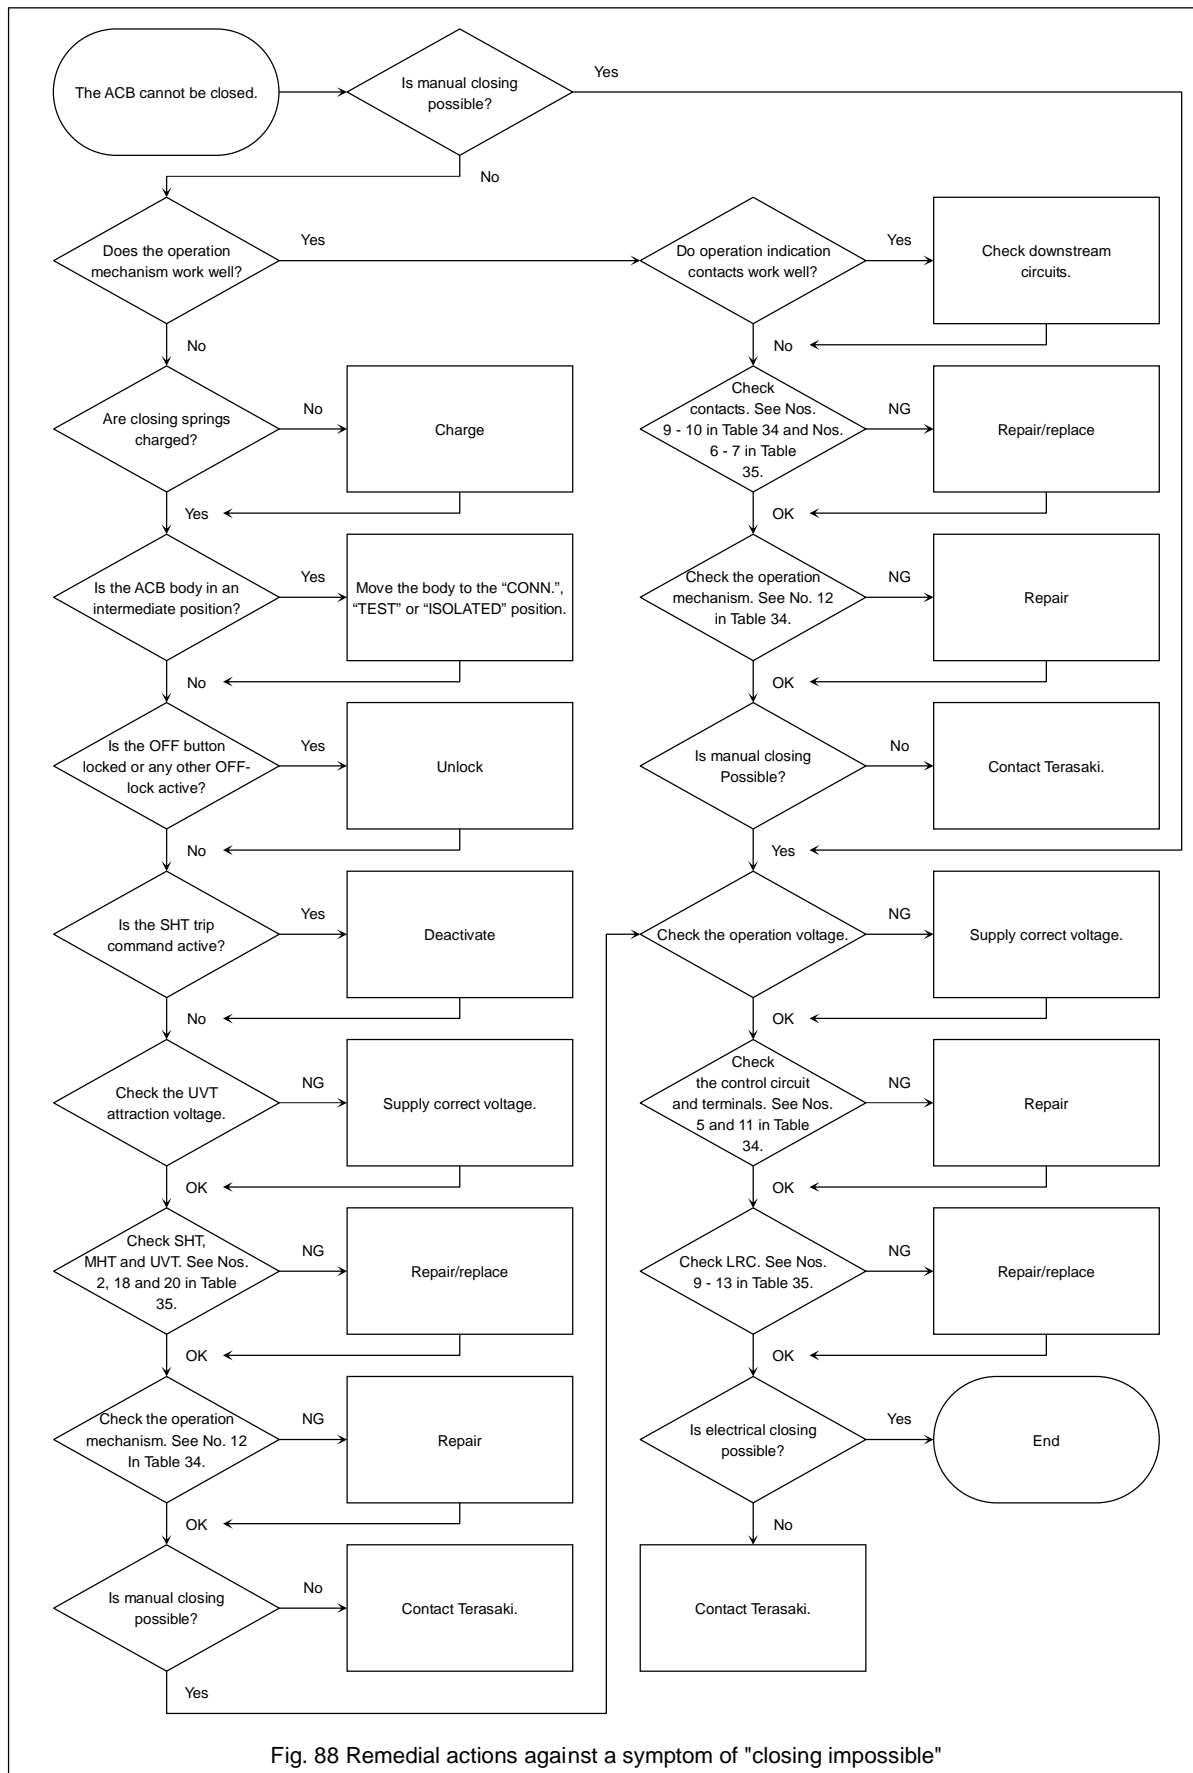 The ACB cannot be closed.
Is manual closing
possible?
Yes
No
Does the operation
mechanism work well?
Yes
No
Do operation indication
contacts work well?
Yes
Check downstream
circuits.
No
Are closing springs
charged?
No
Charge
Yes
Check
contacts. See Nos.
9 - 10 in Table 34 and Nos.
6 - 7 in Table
35.
NG
Repair/replace
OK
Is the ACB body in an
intermediate position?
Yes
Move the body to the “CONN.”,
“TEST” or “ISOLATED” position.
No
Check the operation
mechanism. See No. 12
in Table 34.
NG
Repair
OK
Is the OFF button
locked or any other OFF-
lock active?
Yes
Unlock
No
Is manual closing
Possible?
No
Contact Terasaki.
Yes
Is the SHT trip
command active?
Yes
Deactivate
No
Check the operation voltage.
NG
Supply correct voltage.
OK
Check the UVT
attraction voltage.
NG
Supply correct voltage.
OK
Check
the control circuit
and terminals. See Nos.
5 and 11 in Table
34.
NG
Repair
OK
Check SHT,
MHT and UVT. See Nos.
2, 18 and 20 in Table
35.
NG
Repair/replace
OK
Check LRC. See Nos.
9 - 13 in Table 35.
NG
Repair/replace
OK
Check the operation
mechanism. See No. 12
In Table 34.
NG
Repair
OK
Is electrical closing
possible?
Yes
End
No
Is manual closing
possible?
No
Contact Terasaki.
Yes
Contact Terasaki.
Fig. 88 Remedial actions against a symptom of "closing impossible"